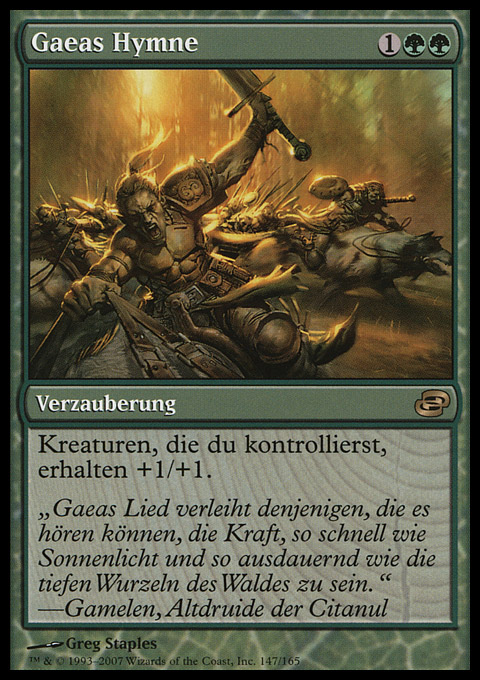 Gaeas Hymne
1
Verzauberung
Kreaturen, die du kontrollierst,
erhalten +1/+1.
„Gaeas Lied verleiht denjenigen, die es
hören können, die Kraft, so schnell wie
Sonnenlicht und so ausdauernd wie die
tiefen Wurzeln des Waldes zu sein. “
—Gamelen, Altdruide der Citanul
Greg Staples
™ & © 1993–2007 Wizards of the Coast, Inc. 147/165